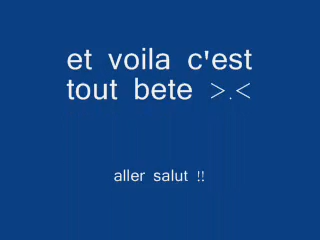 et voila c'est
tout bete >.<
aller salut !!